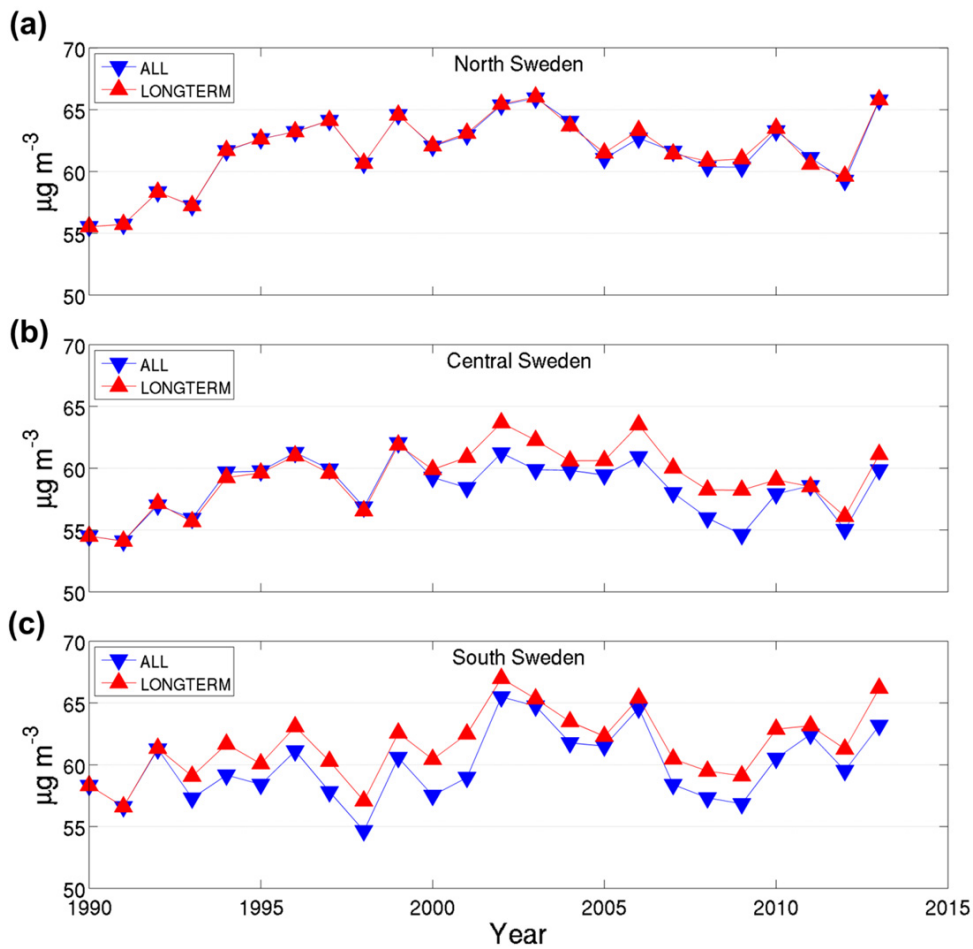 (a)
70
65
60
55
50
µg m⁻³
North Sweden
ALL
LONGTERM
(b)
70
65
60
55
50
µg m⁻³
Central Sweden
ALL
LONGTERM
(c)
70
65
60
55
50
µg m⁻³
South Sweden
ALL
LONGTERM
1990 1995 2000 2005 2010 2015
Year